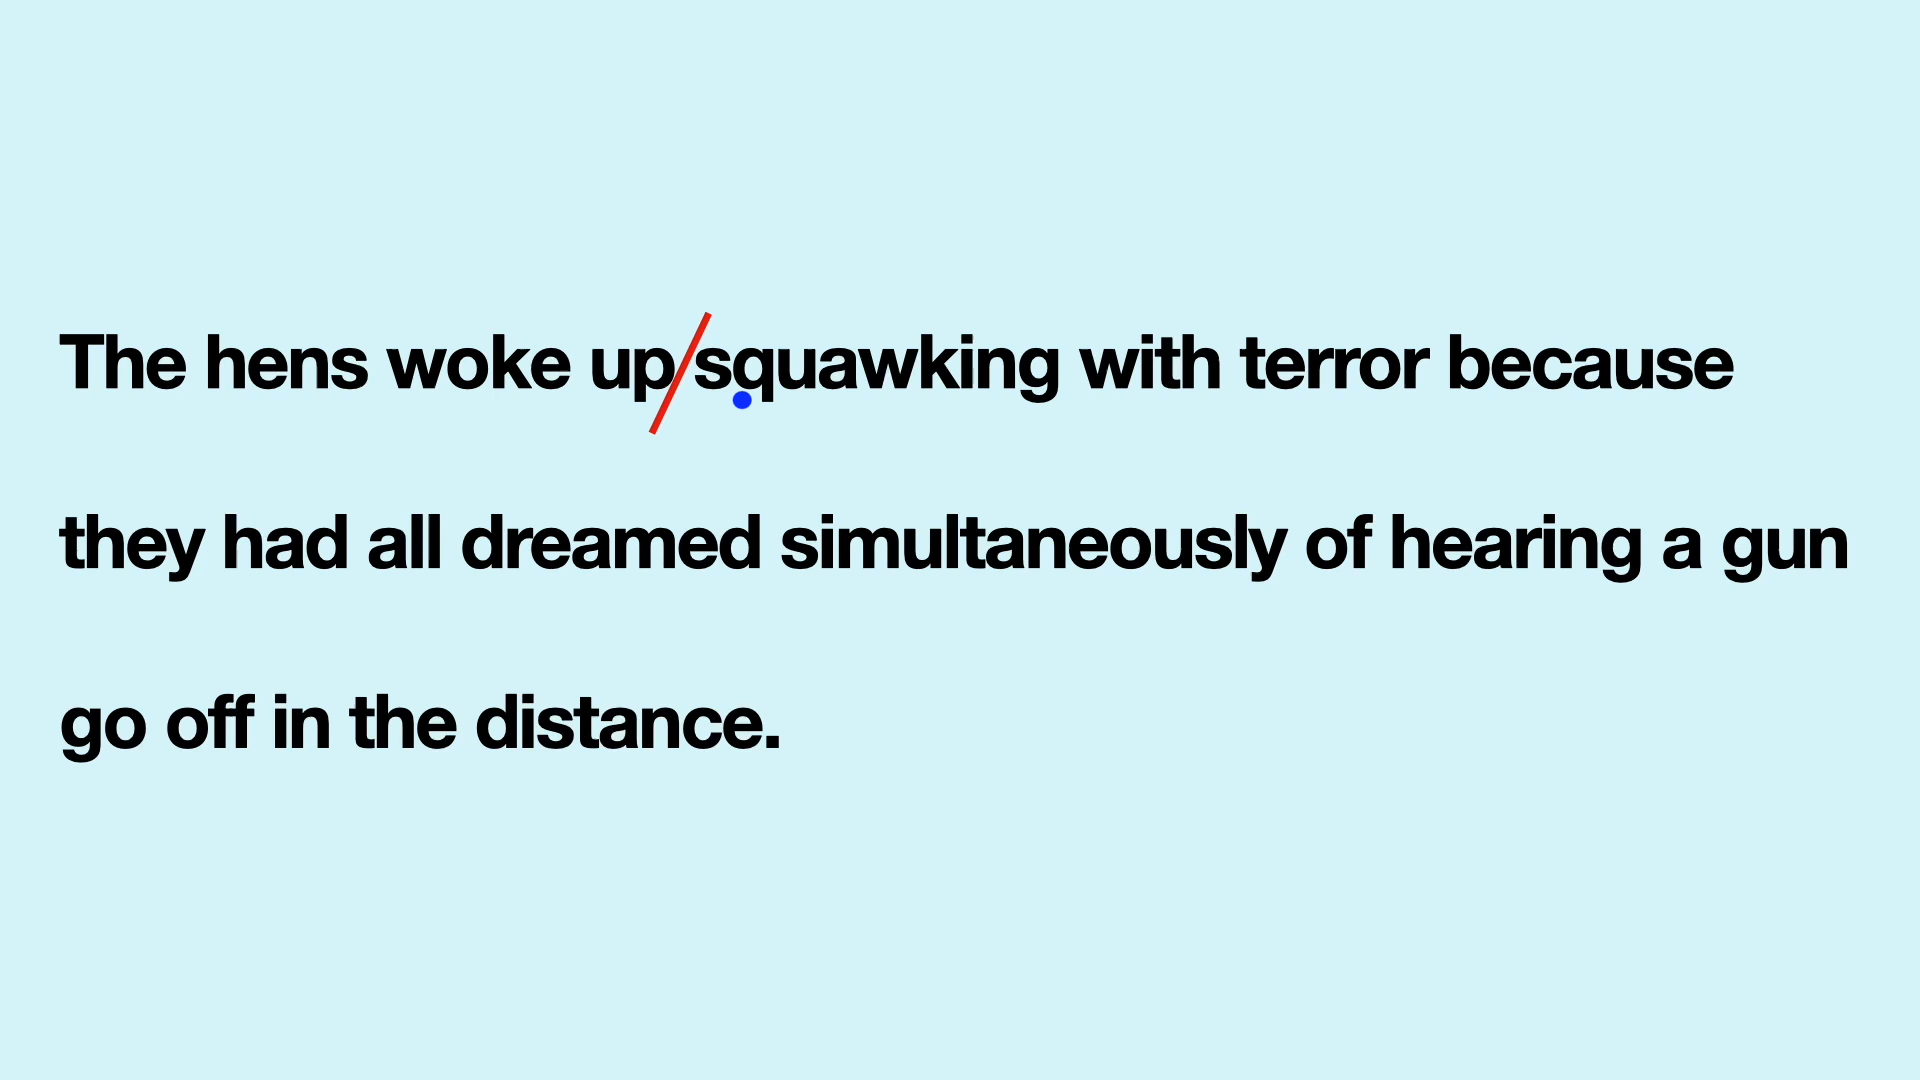 The hens woke up/squawking with terror because
they had all dreamed simultaneously of hearing a gun
go off in the distance.